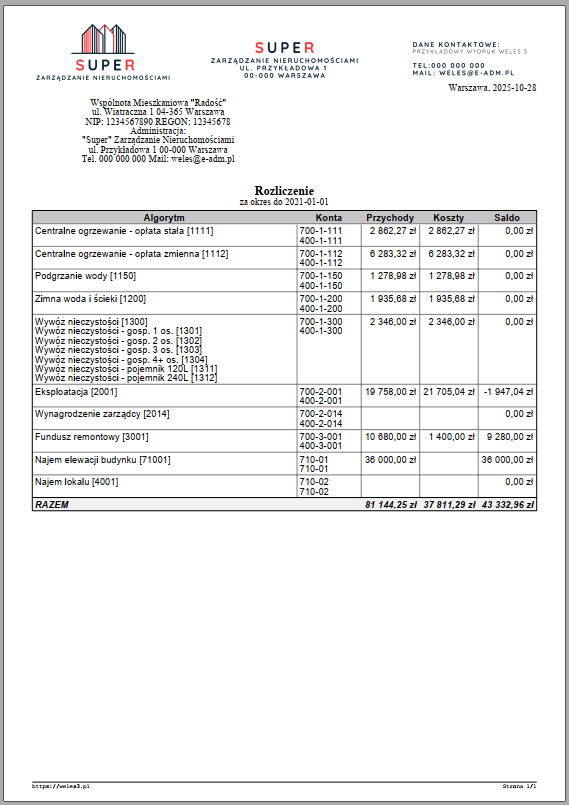 SUPER
ZARZĄDZANIE NIERUCHOMOŚCIAMI
SUPER
ZARZĄDZANIE NIERUCHOMOŚCIAMI
UL. PRZYKŁADOWA 1
00-000 WARSZAWA
DANE KONTAKTOWE:
PRZYKŁADOWY WYDRUK WELES 3
TEL:000 000 000
MAIL: WELES@E-ADM.PL
Warszawa, 2025-10-28
Wspólnota Mieszkaniowa "Radość"
ul. Wiatraczna 1 04-365 Warszawa
NIP: 1234567890 REGON: 12345678
Administracja:
"Super" Zarządzanie Nieruchomościami
ul. Przykładowa 1 00-000 Warszawa
Tel. 000 000 000 Mail: weles@e-adm.pl
Rozliczenie
za okres do 2021-01-01
Algorytm Konta Przychody Koszty Saldo
Centralne ogrzewanie - opłata stała [1111] 700-1-111 2 862,27 zł 2 862,27 zł 0,00 zł
400-1-111
Centralne ogrzewanie - opłata zmienna [1112] 700-1-112 6 283,32 zł 6 283,32 zł 0,00 zł
400-1-112
Podgrzanie wody [1150] 700-1-150 1 278,98 zł 1 278,98 zł 0,00 zł
400-1-150
Zimna woda i ścieki [1200] 700-1-200 1 935,68 zł 1 935,68 zł 0,00 zł
400-1-200
Wywóz nieczystości [1300] 700-1-300 2 346,00 zł 2 346,00 zł 0,00 zł
Wywóz nieczystości - gosp. 1 os. [1301] 400-1-300
Wywóz nieczystości - gosp. 2 os. [1302]
Wywóz nieczystości - gosp. 3 os. [1303]
Wywóz nieczystości - gosp. 4+ os. [1304]
Wywóz nieczystości - pojemnik 120L [1311]
Wywóz nieczystości - pojemnik 240L [1312]
Eksploatacja [2001] 700-2-001 19 758,00 zł 21 705,04 zł -1 947,04 zł
400-2-001
Wynagrodzenie zarządcy [2014] 700-2-014 0,00 zł
400-2-014
Fundusz remontowy [3001] 700-3-001 10 680,00 zł 1 400,00 zł 9 280,00 zł
400-3-001
Najem elewacji budynku [71001] 710-01 36 000,00 zł 36 000,00 zł
710-01
Najem lokalu [4001] 710-02 0,00 zł
710-02
RAZEM 81 144,25 zł 37 811,29 zł 43 332,96 zł
https://weles3.pl Strona 1/1